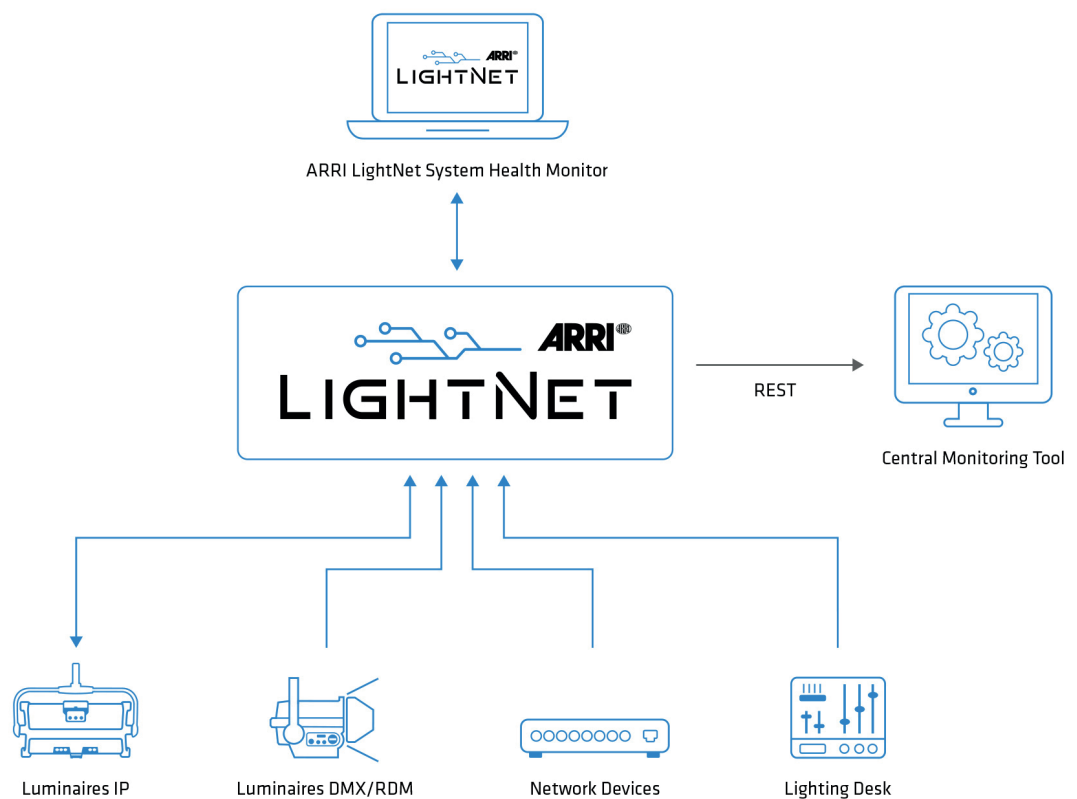 ARRI
LIGHTNET
ARRI LightNet System Health Monitor
ARRI
LIGHTNET
REST
Central Monitoring Tool
Luminaires IP
Luminaires DMX/RDM
Network Devices
Lighting Desk